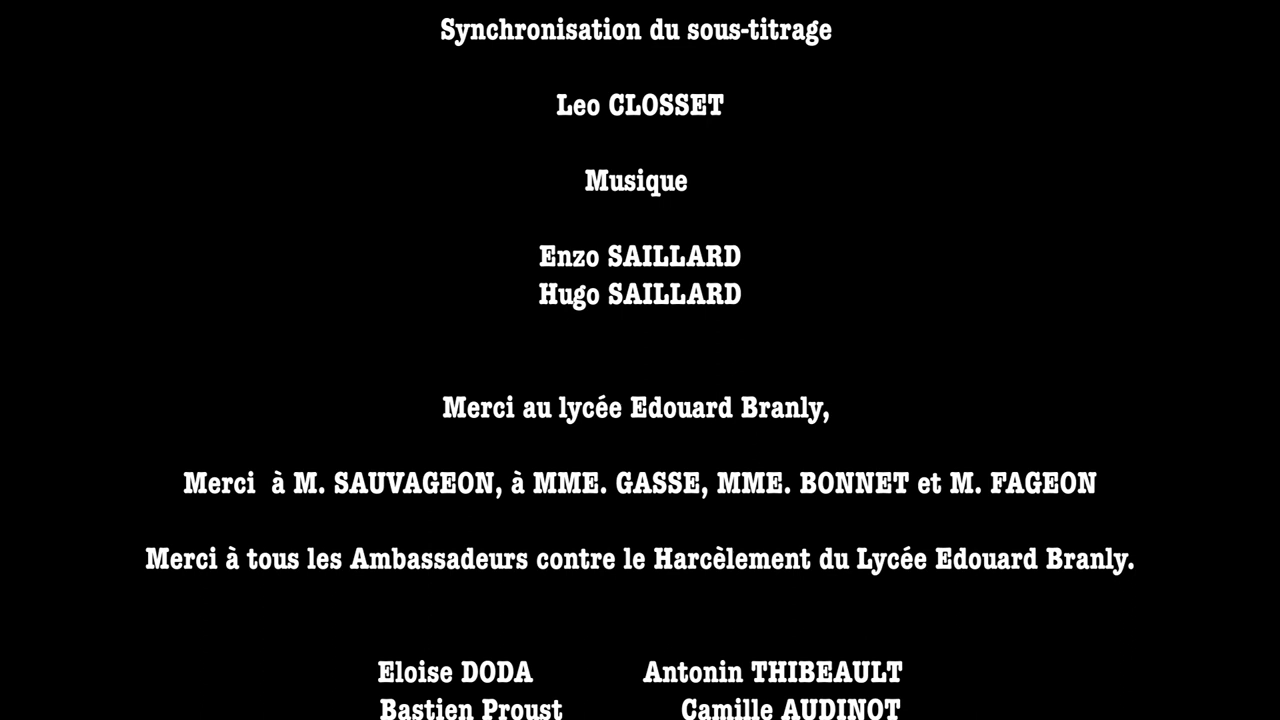 Synchronisation du sous-titrage
Leo CLOSSET
Musique
Enzo SAILLARD
Hugo SAILLARD
Merci au lycée Edouard Branly,
Merci  à M. SAUVAGEON, à MME. GASSE, MME. BONNET et M. FAGEON
Merci à tous les Ambassadeurs contre le Harcèlement du Lycée Edouard Branly.
Eloise DODA Antonin THIBEAULT
Bastien Proust Camille AUDINOT